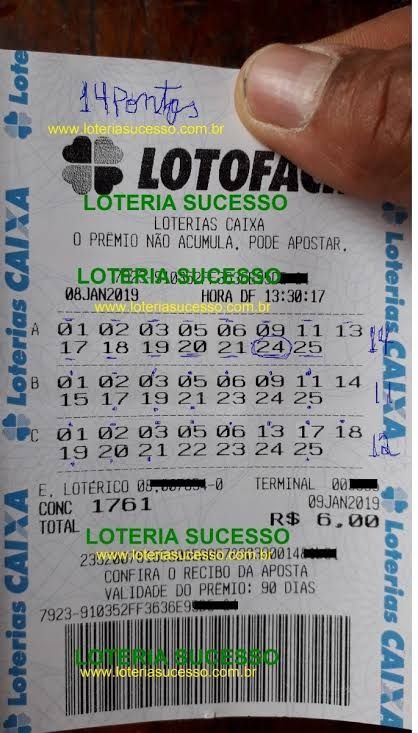 14 Pontos
www.loteriasucesso.com.br
LOTOFÁCIL
LOTERIA SUCESSO
LOTERIAS CAIXA
O PRÊMIO NÃO ACUMULA, PODE APOSTAR.
LOTERIA SUCESSO
www.loteriasucesso.com.br
08JAN2019 HORA DE 13:30:17
A 01 02 03 05 06 09 11 13 14
17 18 19 20 21 24 25
B 01 02 03 05 06 09 11 14
15 17 19 21 23 24 25 11
C 01 02 03 05 06 13 17 18
19 20 21 22 23 24 25 12
E. LOTÉRICO TERMINAL
CONC 1761 09JAN2019
TOTAL R$ 6,00
LOTERIA SUCESSO
www.loteriasucesso.com.br
CONFIRA O RECIBO DA APOSTA
VALIDADE DO PRÊMIO: 90 DIAS
7923-910352FF3636E9
LOTERIA SUCESSO
www.loteriasucesso.com.br
Loterias CAIXA
Loterias CAIXA
Loterias CAIXA
Loterias CAIXA